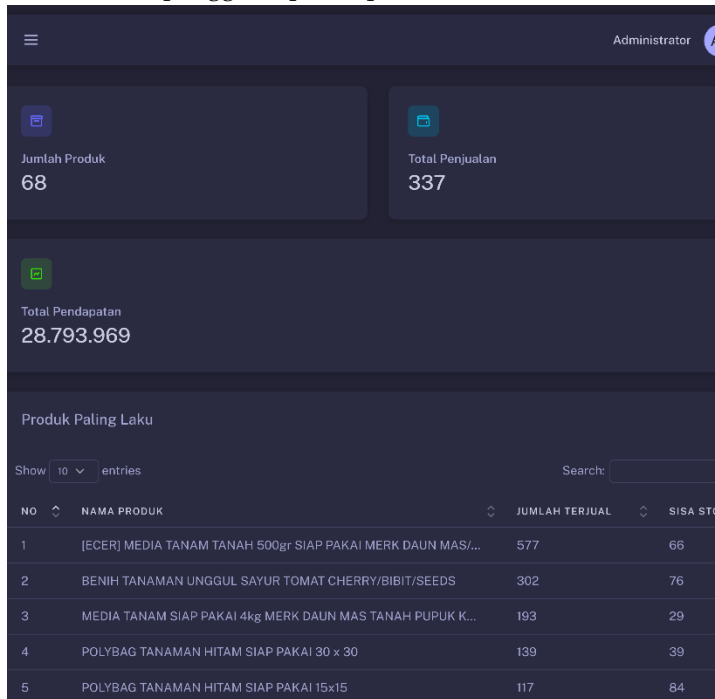 Administrator
Jumlah Produk
68
Total Penjualan
337
Total Pendapatan
28.793.969
Produk Paling Laku
Show 10 entries
Search:
NO NAMA PRODUK JUMLAH TERJUAL SISA STO
1 [ECER] MEDIA TANAM TANAH 500gr SIAP PAKAI MERK DAUN MAS/... 577 66
2 BENIH TANAMAN UNGGUL SAYUR TOMAT CHERRY/BIBIT/SEEDS 302 76
3 MEDIA TANAM SIAP PAKAI 4kg MERK DAUN MAS TANAH PUPUK K... 193 29
4 POLYBAG TANAMAN HITAM SIAP PAKAI 30 x 30 139 39
5 POLYBAG TANAMAN HITAM SIAP PAKAI 15x15 117 84